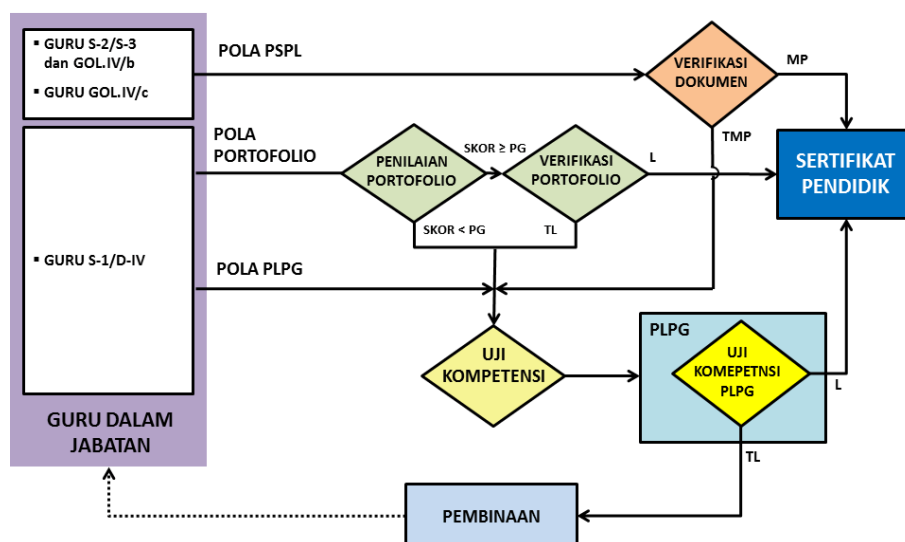 ▪ GURU S-2/S-3
dan GOL.IV/b
▪ GURU GOL.IV/c
POLA PSPL
VERIFIKASI
DOKUMEN
MP
TMP
POLA
PORTOFOLIO
PENILAIAN
PORTOFOLIO
SKOR ≥ PG
VERIFIKASI
PORTOFOLIO
L
SERTIFIKAT
PENDIDIK
SKOR < PG
TL
▪ GURU S-1/D-IV
POLA PLPG
UJI
KOMPETENSI
PLPG
UJI
KOMEPETNSI
PLPG
L
TL
GURU DALAM
JABATAN
PEMBINAAN